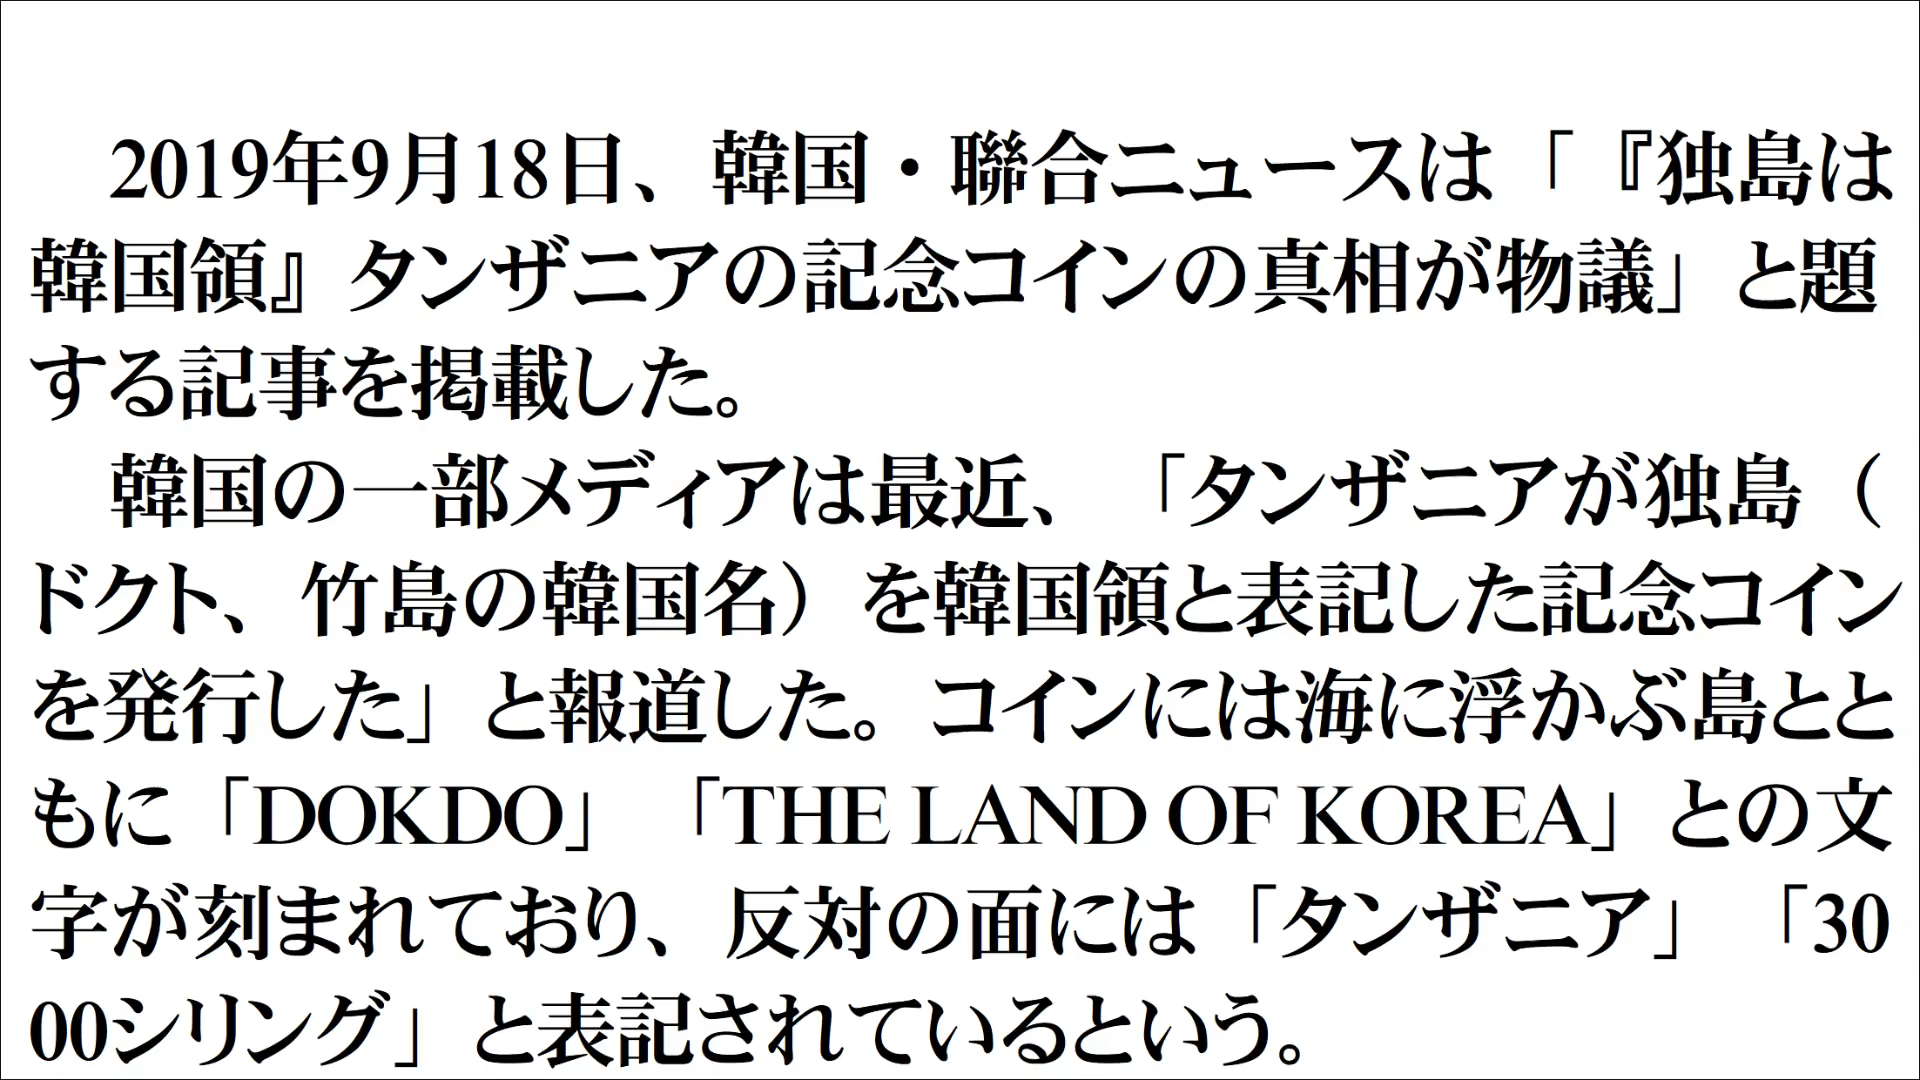 2019年9月18日、韓国・聯合ニュースは「『独島は
韓国領』タンザニアの記念コインの真相が物議」と題
する記事を掲載した。
韓国の一部メディアは最近、「タンザニアが独島（
ドクト、竹島の韓国名）を韓国領と表記した記念コイン
を発行した」と報道した。コインには海に浮かぶ島とと
もに「DOKDO」「THE LAND OF KOREA」との文
字が刻まれており、反対の面には「タンザニア」「30
00シリング」と表記されているという。